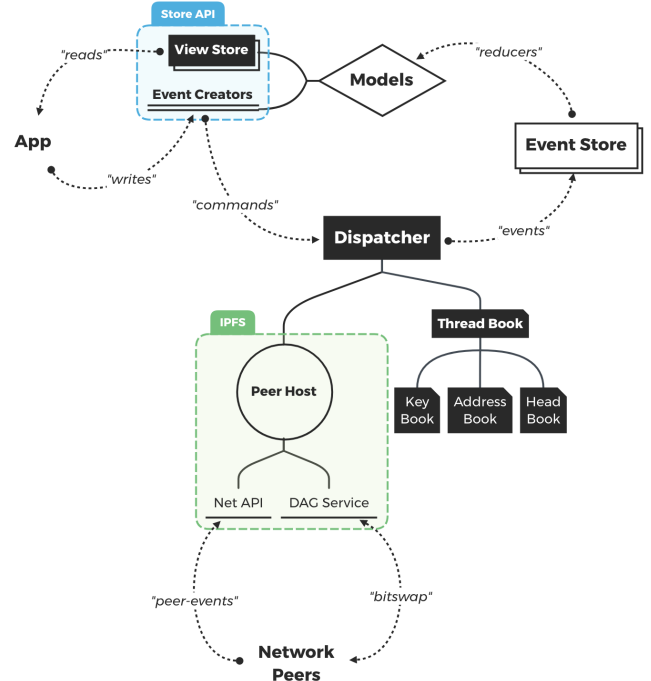 Store API
View Store
"reads"
"reducers"
Models
Event Creators
App
Event Store
"writes"
"commands"
"events"
Dispatcher
IPFS
Thread Book
Peer Host
Key
Book
Address
Book
Head
Book
Net API
DAG Service
"peer-events"
"bitswap"
Network
Peers